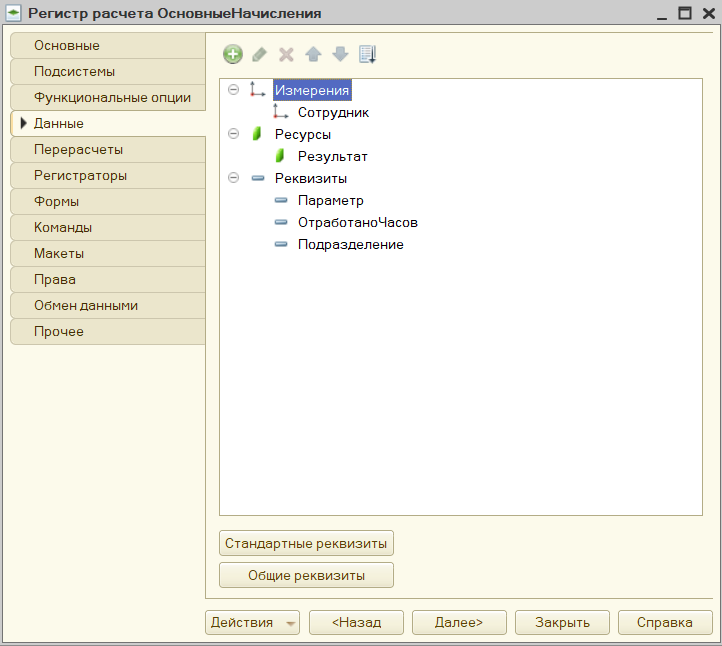 Регистр расчета ОсновныеНачисления
Основные
Подсистемы
Функциональные опции
Данные
Перерасчеты
Регистраторы
Формы
Команды
Макеты
Права
Обмен данными
Прочее
Измерения
Сотрудник
Ресурсы
Результат
Реквизиты
Параметр
ОтработаноЧасов
Подразделение
Стандартные реквизиты
Общие реквизиты
Действия
<Назад
Далее>
Закрыть
Справка